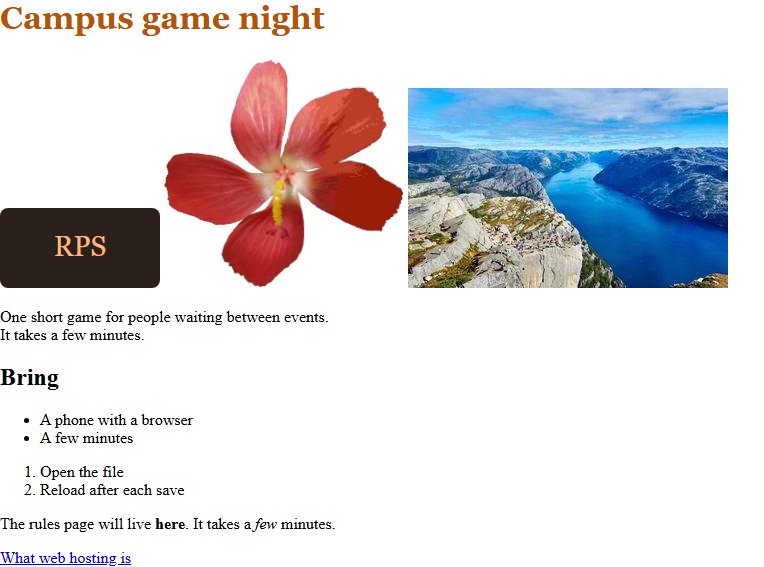 Campus game night
RPS
One short game for people waiting between events.
It takes a few minutes.
Bring
• A phone with a browser
• A few minutes
1. Open the file
2. Reload after each save
The rules page will live here. It takes a few minutes.
What web hosting is